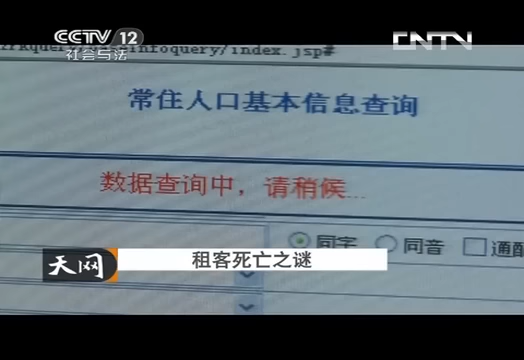 CCTV 12
社会与法
CNTV
infoquery/index.jsp#
常住人口基本信息查询
数据查询中，请稍候...
同字 同音
天网
租客死亡之谜